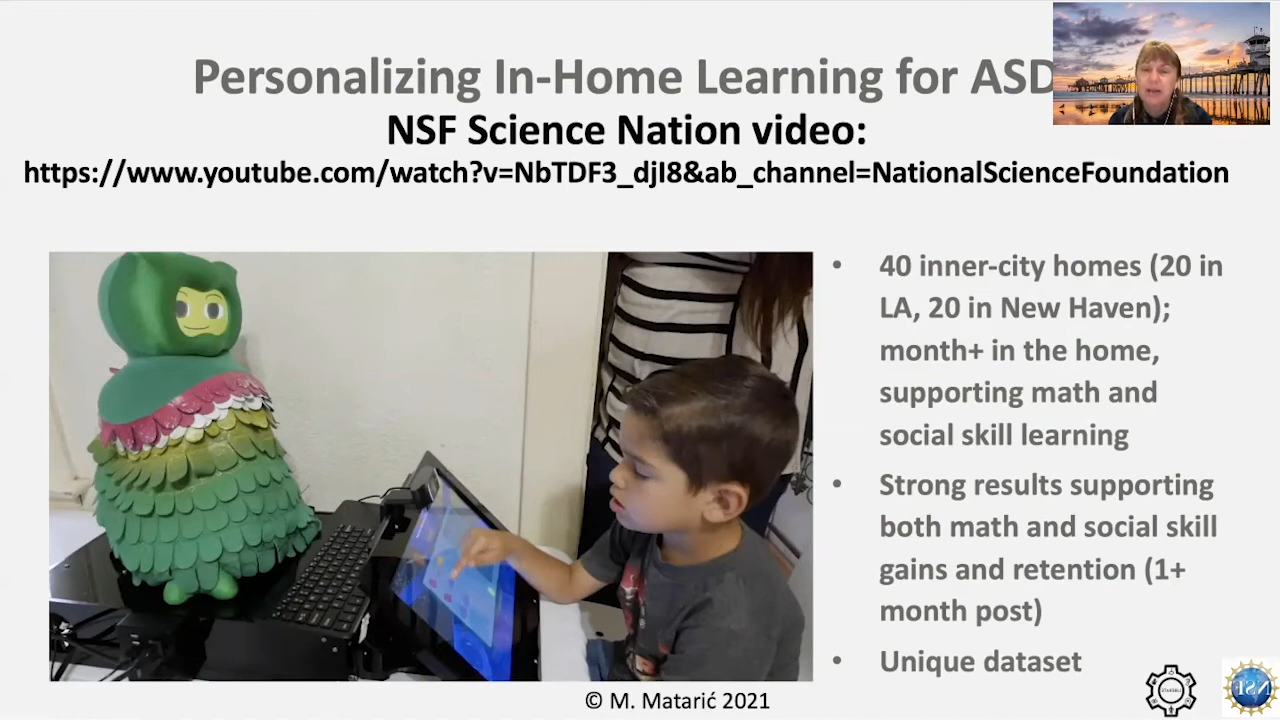 Personalizing In-Home Learning for ASD
NSF Science Nation video:
https://www.youtube.com/watch?v=NbTDF3_djI8&ab_channel=NationalScienceFoundation
• 40 inner-city homes (20 in
LA, 20 in New Haven);
month+ in the home,
supporting math and
social skill learning
• Strong results supporting
both math and social skill
gains and retention (1+
month post)
• Unique dataset
© M. Matarić 2021
NSF